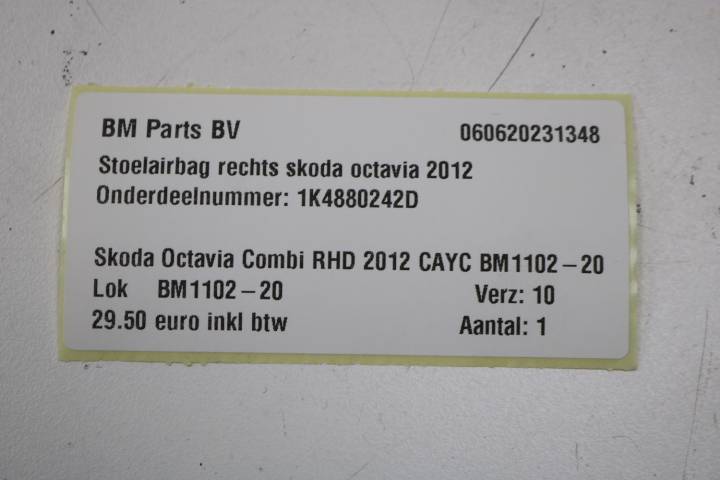 BM Parts BV 060620231348
Stoelairbag rechts skoda octavia 2012
Onderdeelnummer: 1K4880242D
Skoda Octavia Combi RHD 2012 CAYC BM1102-20
Lok BM1102-20 Verz: 10
29.50 euro inkl btw Aantal: 1